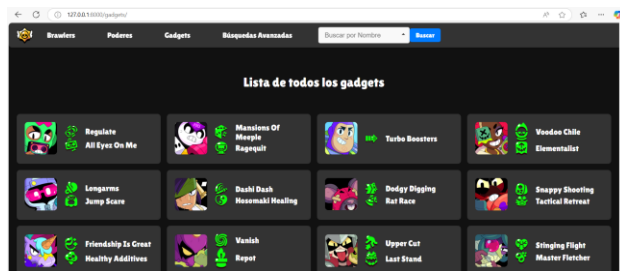 127.0.0.1:8000/gadgets/
Brawlers Poderes Gadgets Búsquedas Avanzadas Buscar por Nombre Buscar
Lista de todos los gadgets
Regulate
All Eyes On Me
Mansions Of
Meeple
Ragequit
Turbo Boosters
Voodoo Chile
Elementalist
Longarms
Jump Scare
Dashi Dash
Hosomaki Healing
Dodgy Digging
Rat Race
Snappy Shooting
Tactical Retreat
Friendship Is Great
Healthy Additives
Vanish
Repot
Upper Cut
Last Stand
Stinging Flight
Master Fletcher